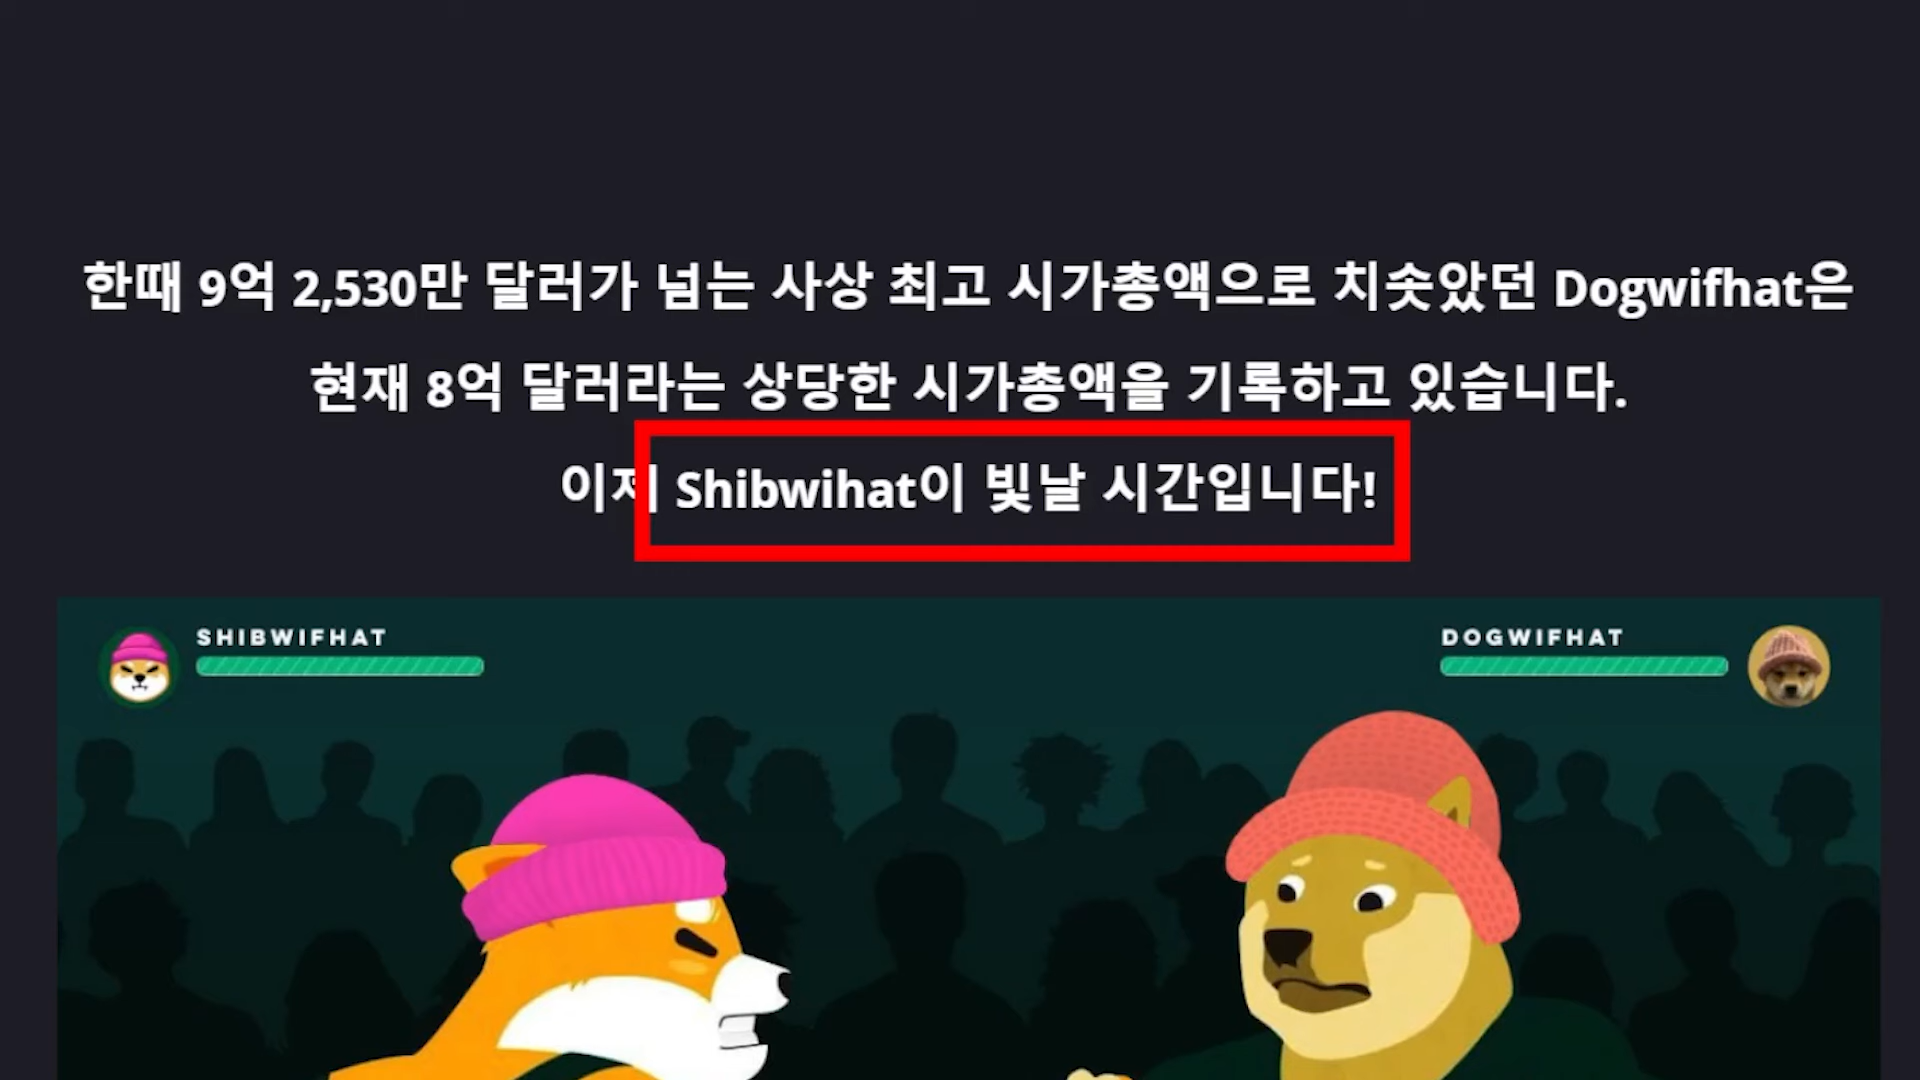 한때 9억 2,530만 달러가 넘는 사상 최고 시가총액으로 치솟았던 Dogwifhat은
현재 8억 달러라는 상당한 시가총액을 기록하고 있습니다.
이제 Shibwihat이 빛날 시간입니다!
SHIBWIFHAT
DOGWIFHAT